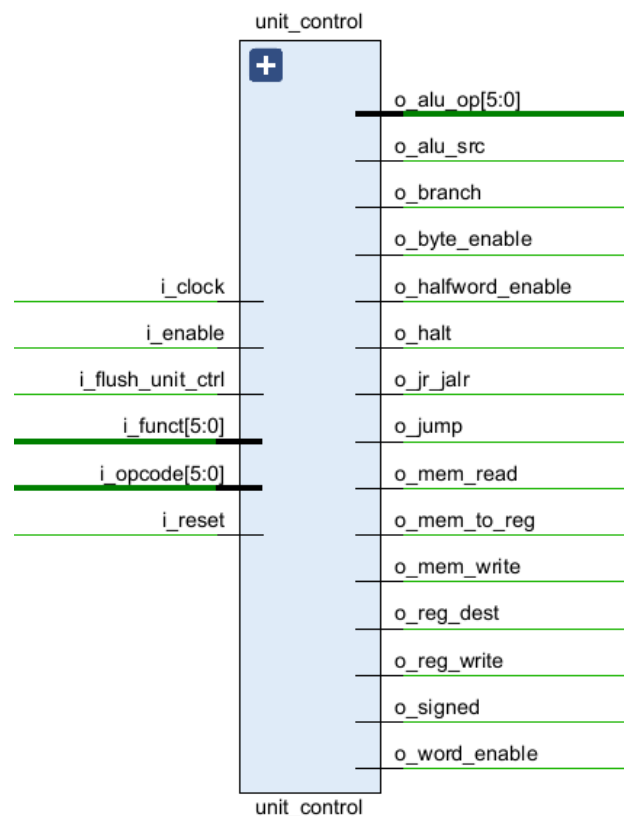 unit_control
o_alu_op[5:0]
o_alu_src
o_branch
o_byte_enable
i_clock
o_halfword_enable
i_enable
o_halt
i_flush_unit_ctrl
o_jr_jalr
i_funct[5:0]
o_jump
i_opcode[5:0]
o_mem_read
i_reset
o_mem_to_reg
o_mem_write
o_reg_dest
o_reg_write
o_signed
o_word_enable
unit_control